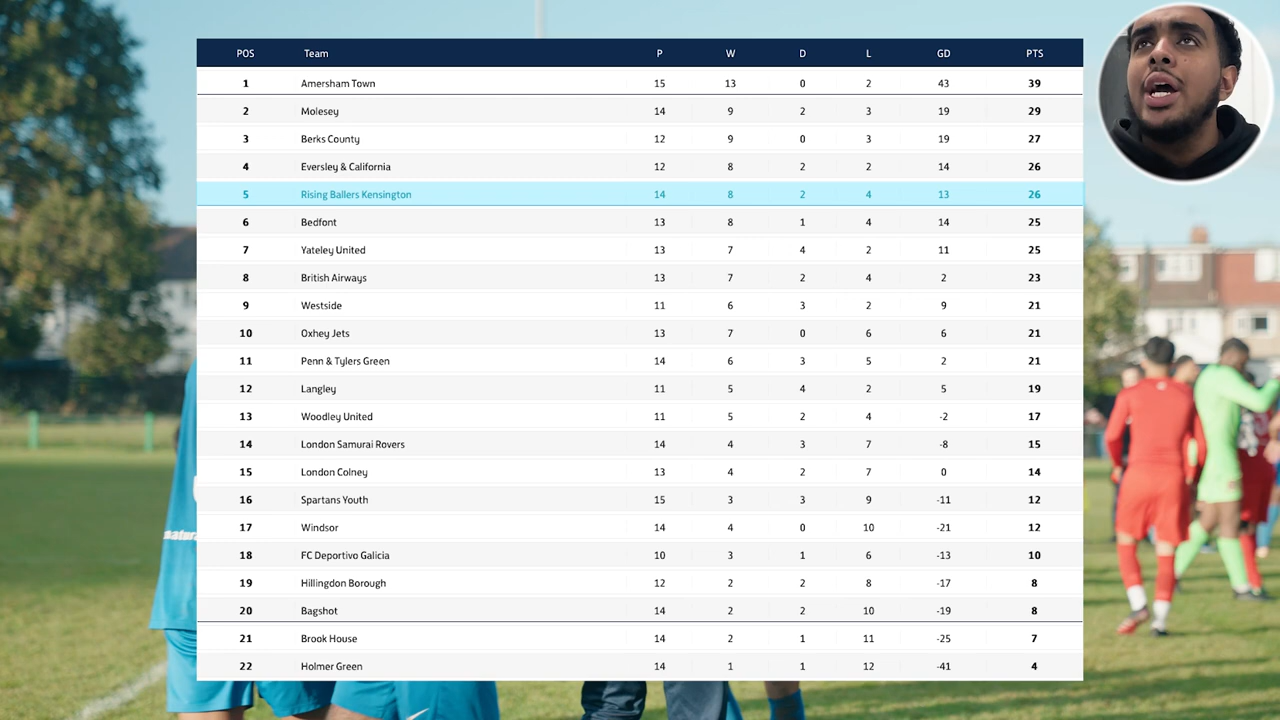 POS Team P W D L GD PTS
1 Amersham Town 15 13 0 2 43 39
2 Molesey 14 9 2 3 19 29
3 Berks County 12 9 0 3 19 27
4 Eversley & California 12 8 2 2 14 26
5 Rising Ballers Kensington 14 8 2 4 13 26
6 Bedfont 13 8 1 4 14 25
7 Yateley United 13 7 4 2 11 25
8 British Airways 13 7 2 4 2 23
9 Westside 11 6 3 2 9 21
10 Oxhey Jets 13 7 0 6 6 21
11 Penn & Tylers Green 14 6 3 5 2 21
12 Langley 11 5 4 2 5 19
13 Woodley United 11 5 2 4 -2 17
14 London Samurai Rovers 14 4 3 7 -8 15
15 London Colney 13 4 2 7 0 14
16 Spartans Youth 15 3 3 9 -11 12
17 Windsor 14 4 0 10 -21 12
18 FC Deportivo Galicia 10 3 1 6 -13 10
19 Hillingdon Borough 12 2 2 8 -17 8
20 Bagshot 14 2 2 10 -19 8
21 Brook House 14 2 1 11 -25 7
22 Holmer Green 14 1 1 12 -41 4